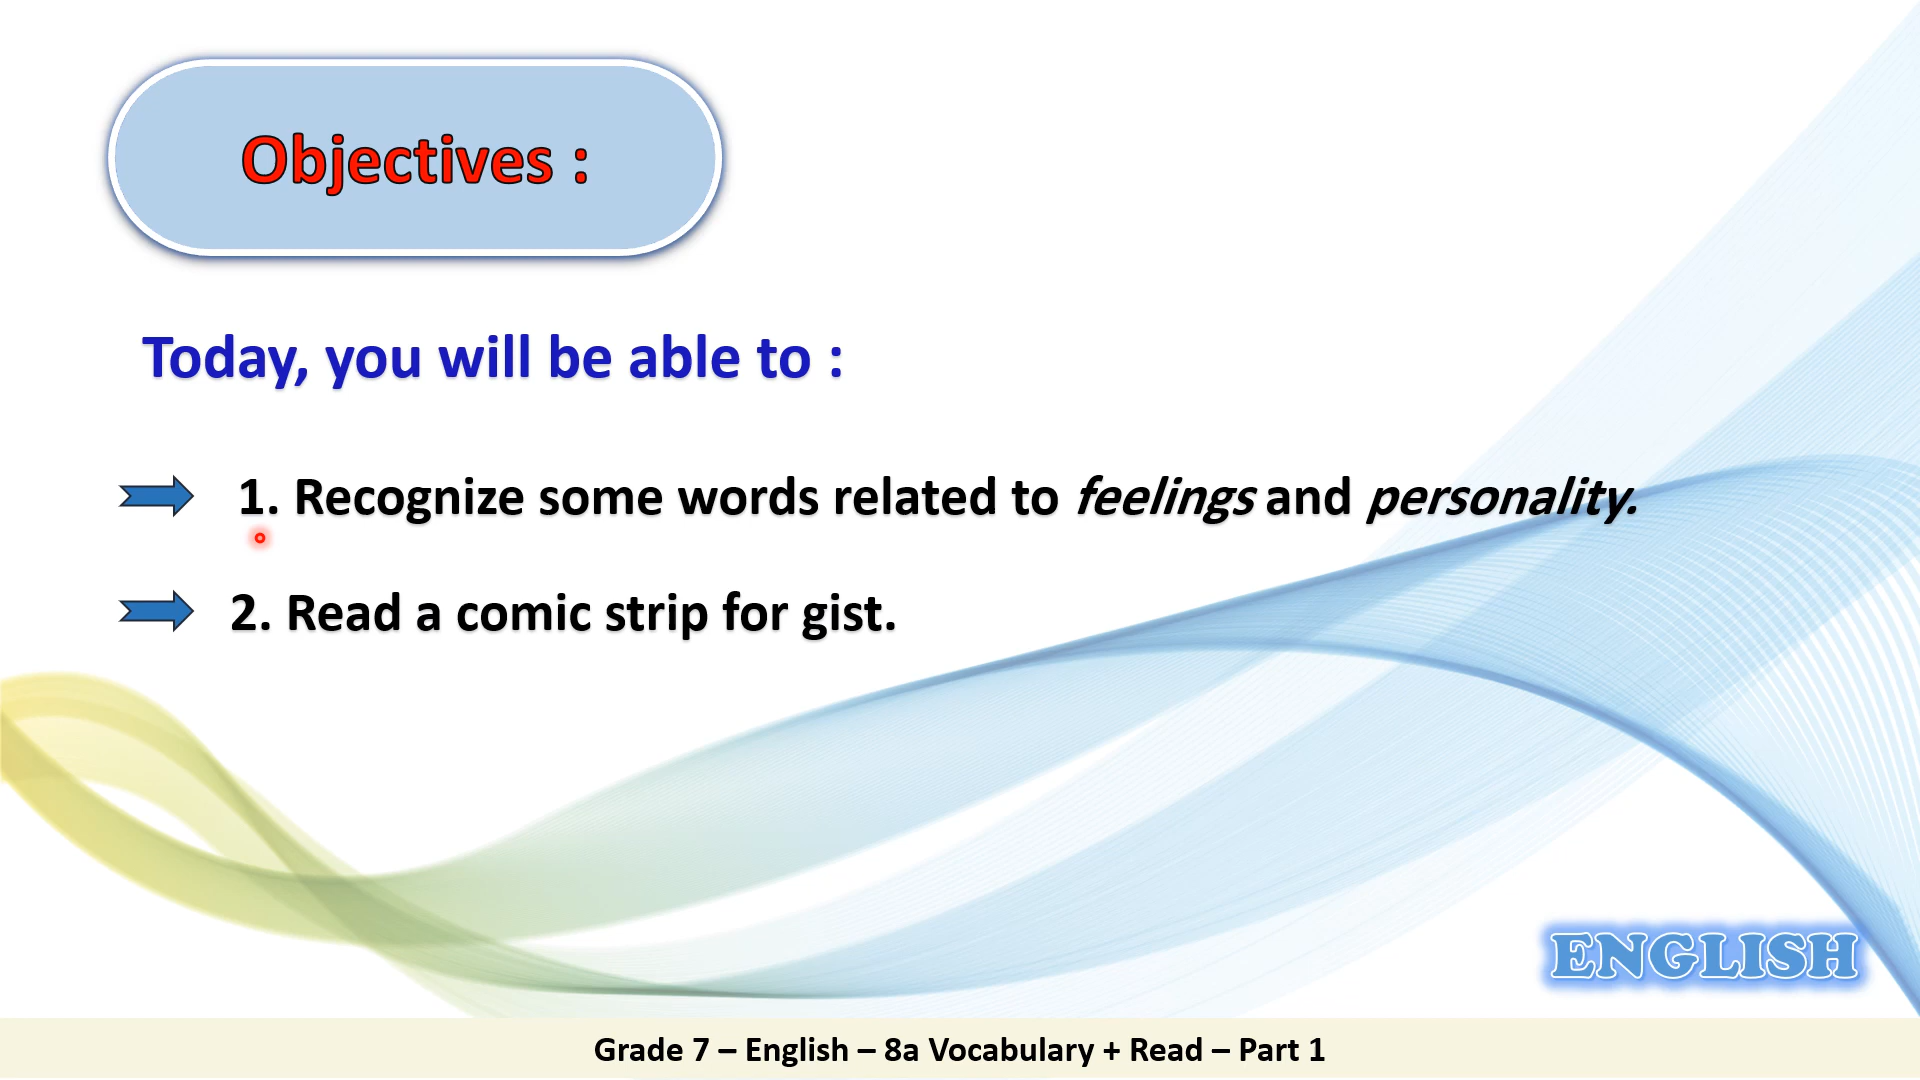 Objectives :
Today, you will be able to :
1. Recognize some words related to feelings and personality.
2. Read a comic strip for gist.
ENGLISH
Grade 7 – English – 8a Vocabulary + Read – Part 1